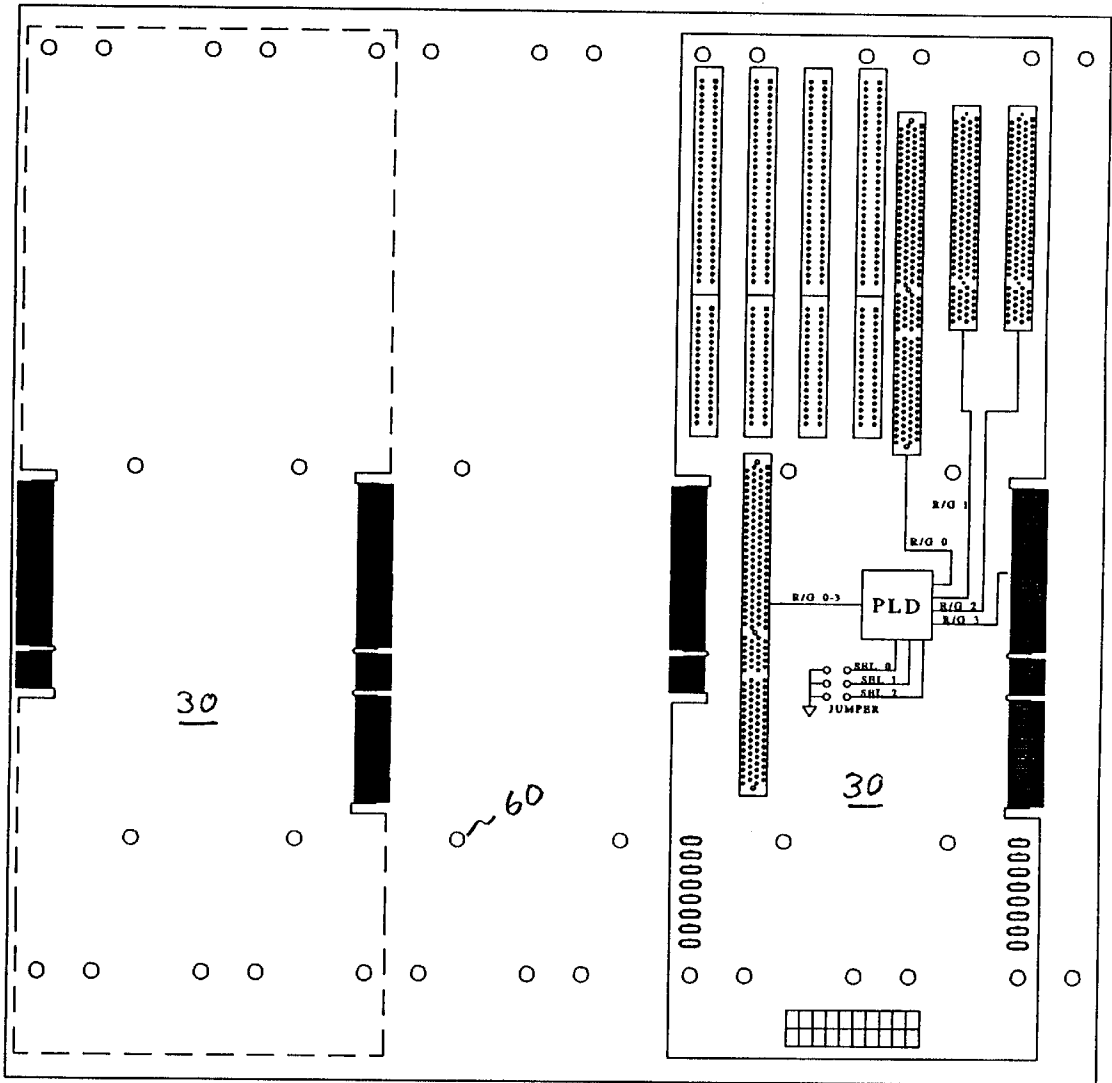 R/G 1
R/G 0
R/G 0-3
PLD
R/G 2
R/G 3
SEL 0
SEL 1
SEL 2
JUMPER
30
30
60